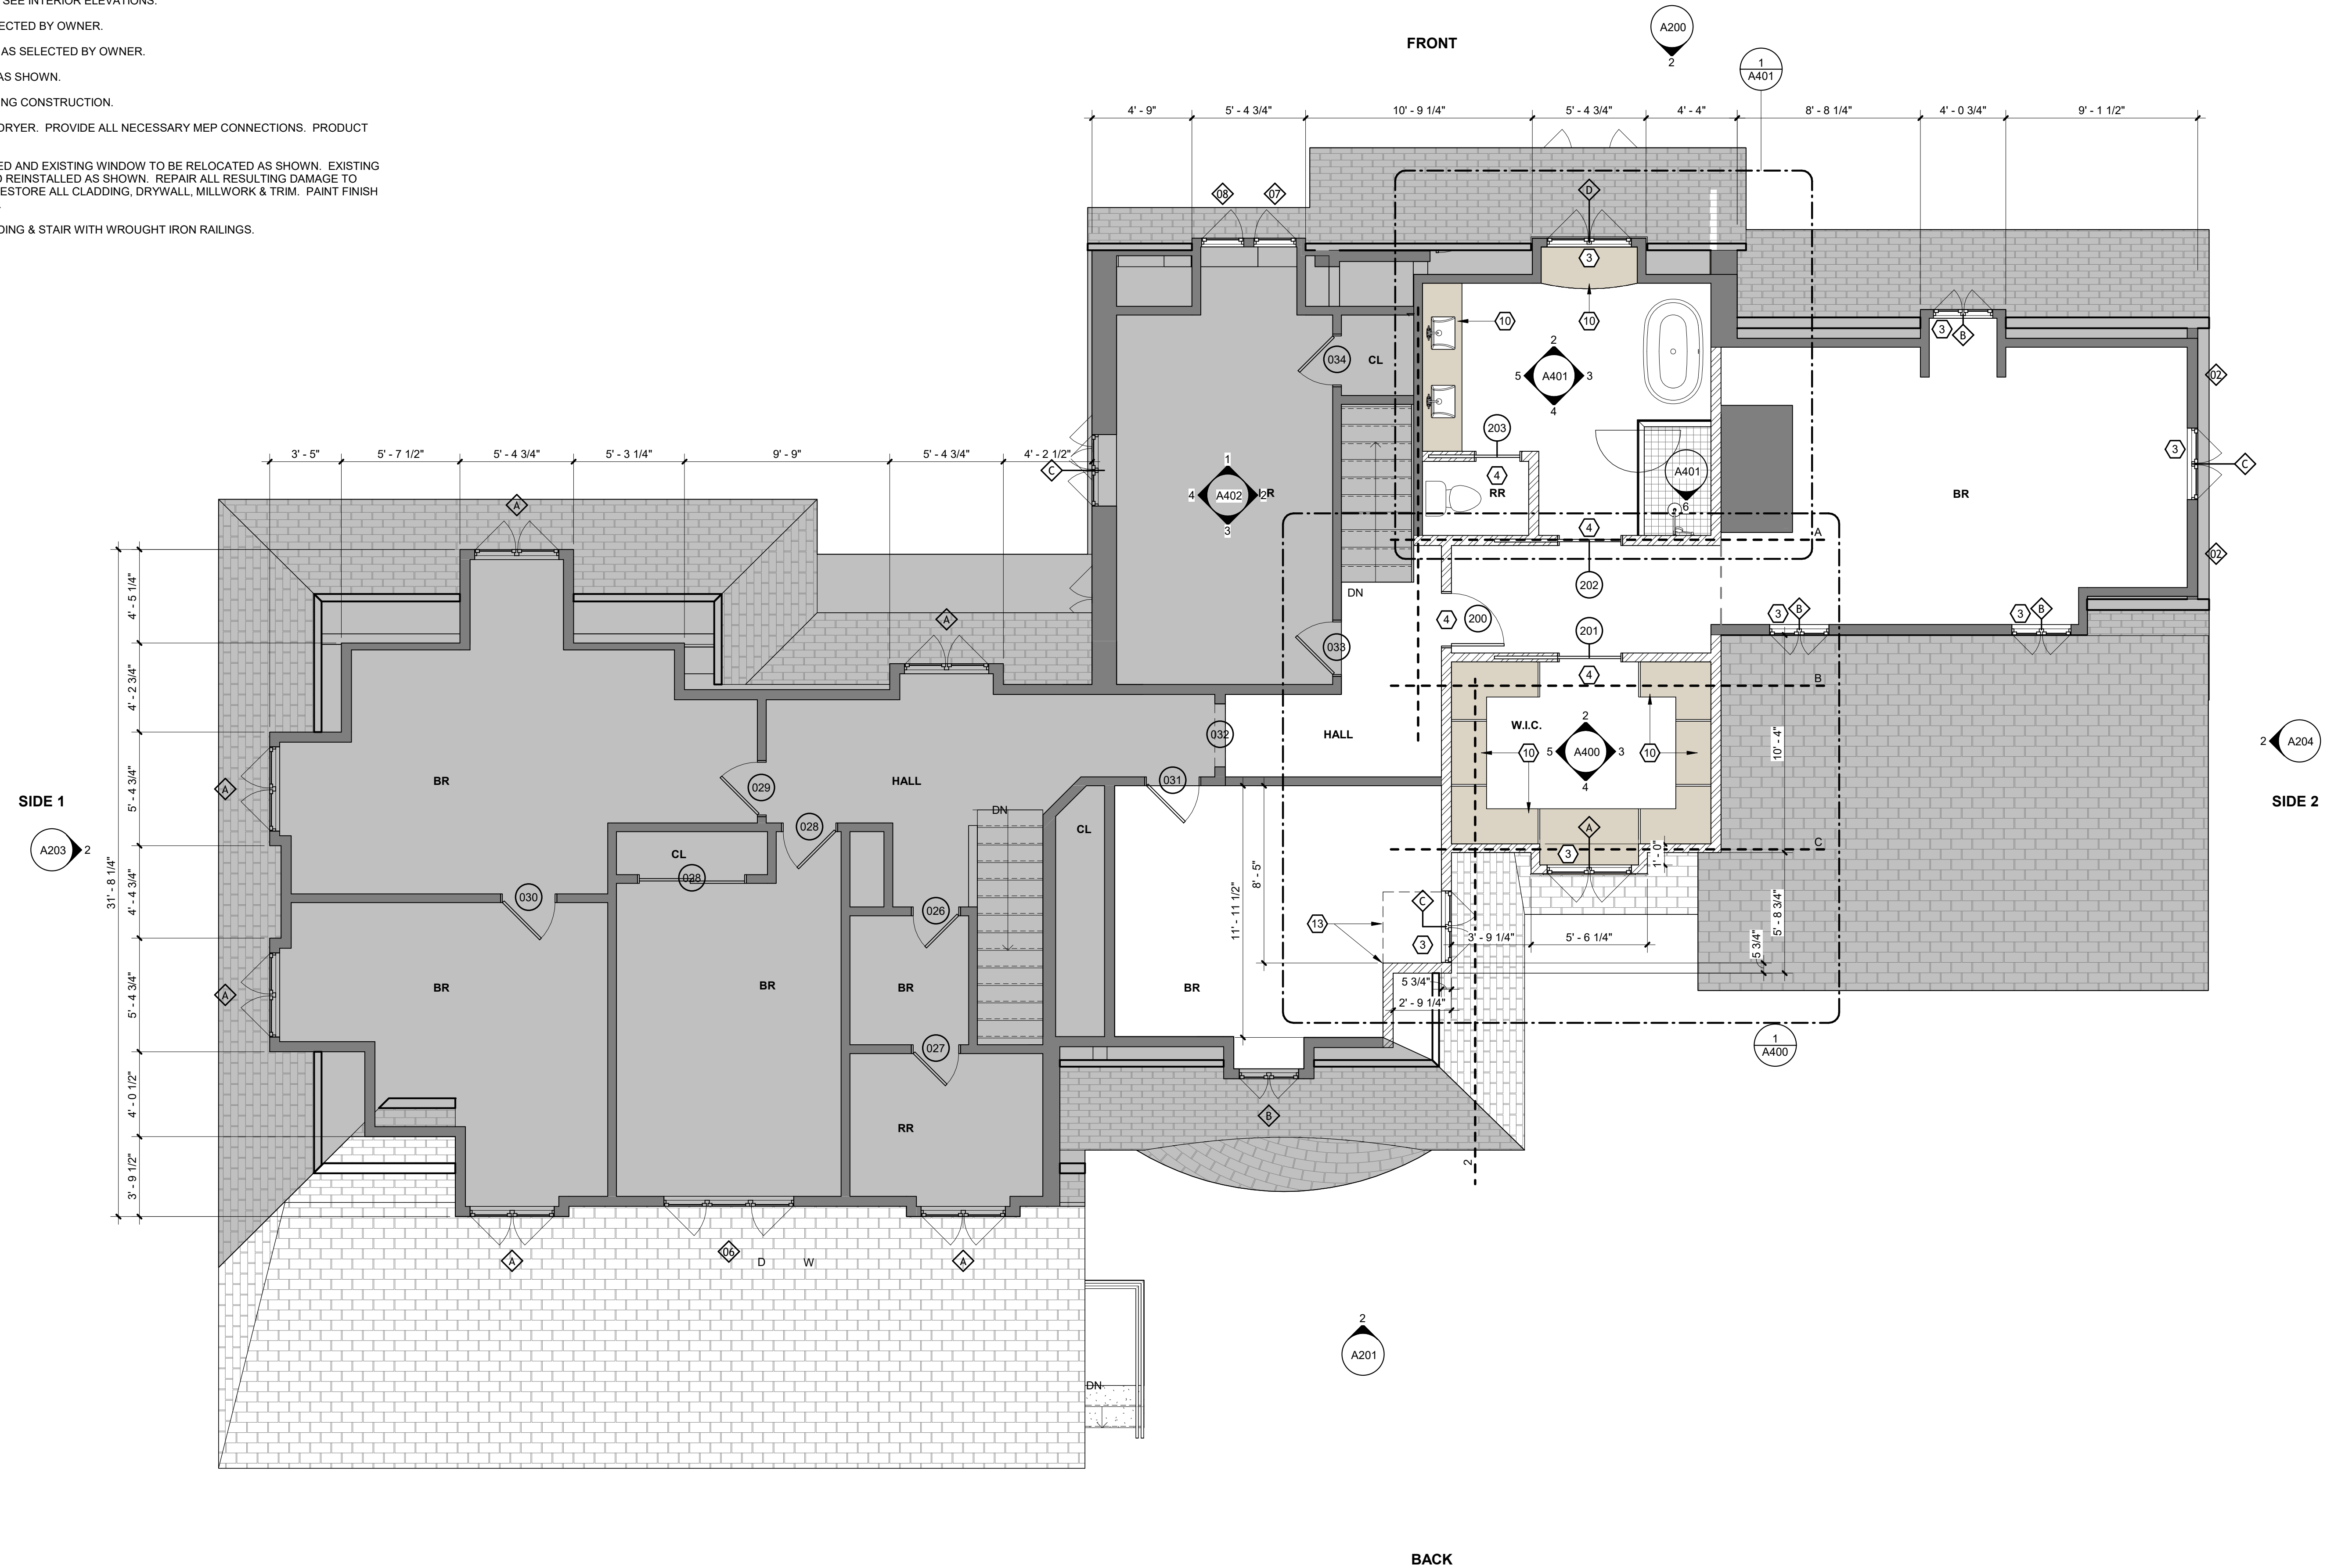 SEE INTERIOR ELEVATIONS.
ECTED BY OWNER.
AS SELECTED BY OWNER.
AS SHOWN.
NG CONSTRUCTION.
DRYER. PROVIDE ALL NECESSARY MEP CONNECTIONS. PRODUCT
ED AND EXISTING WINDOW TO BE RELOCATED AS SHOWN. EXISTING
REINSTALLED AS SHOWN. REPAIR ALL RESULTING DAMAGE TO
ESTORE ALL CLADDING, DRYWALL, MILLWORK & TRIM. PAINT FINISH
DING & STAIR WITH WROUGHT IRON RAILINGS.
FRONT
A200
2
1
A401
4' - 9"
5' - 4 3/4"
10' - 9 1/4"
5' - 4 3/4"
4' - 4"
8' - 8 1/4"
4' - 0 3/4"
9' - 1 1/2"
08
07
D
3
10
10
3
B
034
CL
2
5
A401
3
4
02
203
4
RR
A401
6
3
C
BR
02
3' - 5"
5' - 7 1/2"
5' - 4 3/4"
5' - 3 1/4"
9' - 9"
5' - 4 3/4"
4' - 2 1/2"
C
1
4
A402
2
3
A
4
A
202
DN
4
200
201
4
033
A
3
B
3
B
B
4' - 5 1/4"
4' - 2 3/4"
5' - 4 3/4"
4' - 4 3/4"
5' - 4 3/4"
4' - 0 1/2"
3' - 9 1/2"
31' - 8 1/4"
032
HALL
W.I.C.
2
5
A400
3
4
10
10
10' - 4"
2
A204
SIDE 2
SIDE 1
A203
2
A
BR
029
HALL
031
028
DN
CL
CL
028
A
3
1' - 0"
C
030
026
11' - 11 1/2"
8' - 5"
13
C
3
3' - 9 1/4"
5' - 6 1/4"
5' - 8 3/4"
5 3/4"
A
BR
BR
BR
BR
5 3/4"
2' - 9 1/4"
027
1
A400
RR
B
2
A
06
D
W
A
2
A201
DN
BACK